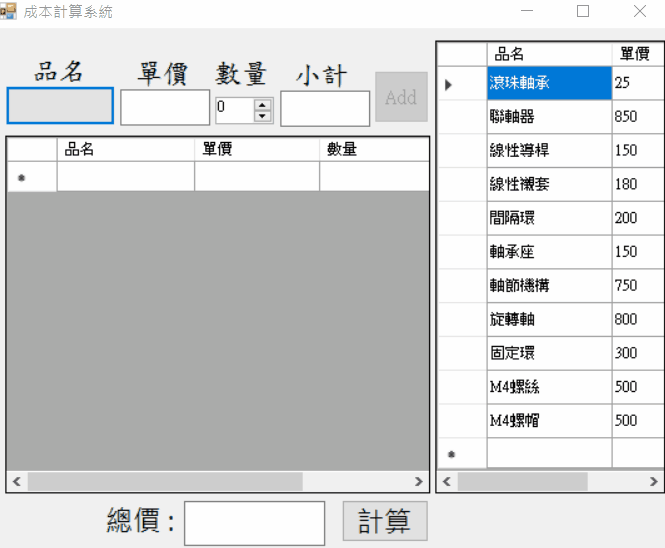 成本計算系統
品名 單價 數量 小計
0
Add
品名 單價 數量
品名 單價
滾珠軸承 25
聯軸器 850
線性導桿 150
線性襯套 180
間隔環 200
軸承座 150
軸節機構 750
旋轉軸 800
固定環 300
M4螺絲 500
M4螺帽 500
總價 :
計算